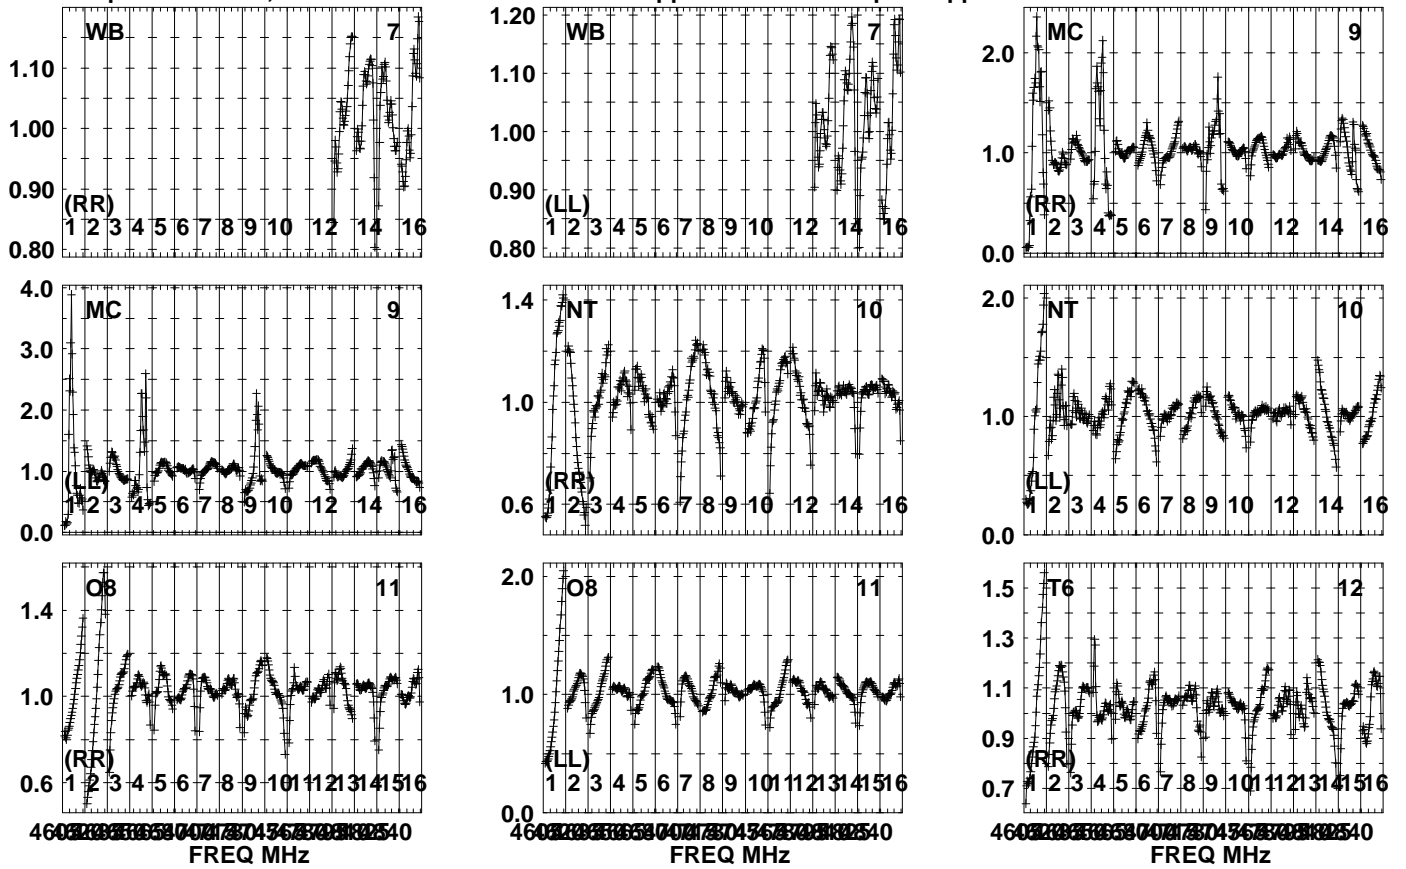 WB 7
1.10
1.00
0.90
0.80
(RR)
1 2 3 4 5 6 7 8 9 10 12 14 16
WB 7
1.20
1.10
1.00
0.90
0.80
(LL)
1 2 3 4 5 6 7 8 9 10 12 14 16
MC 9
2.0
1.0
0.0
(RR)
1 2 3 4 5 6 7 8 9 10 12 14 16
MC 9
4.0
3.0
2.0
1.0
0.0
(LL)
1 2 3 4 5 6 7 8 9 10 12 14 16
NT 10
1.4
1.0
0.6
(RR)
1 2 3 4 5 6 7 8 9 10 12 14 16
NT 10
2.0
1.0
0.0
(LL)
1 2 3 4 5 6 7 8 9 10 12 14 16
O8 11
1.4
1.0
0.6
(RR)
1 2 3 4 5 6 7 8 9 10 11 12 13 14 15 16
FREQ MHz
O8 11
2.0
1.0
0.0
(LL)
1 2 3 4 5 6 7 8 9 10 11 12 13 14 15 16
T6 12
1.5
1.3
1.1
0.9
0.7
(RR)
1 2 3 4 5 6 7 8 9 10 11 12 13 14 15 16
FREQ MHz